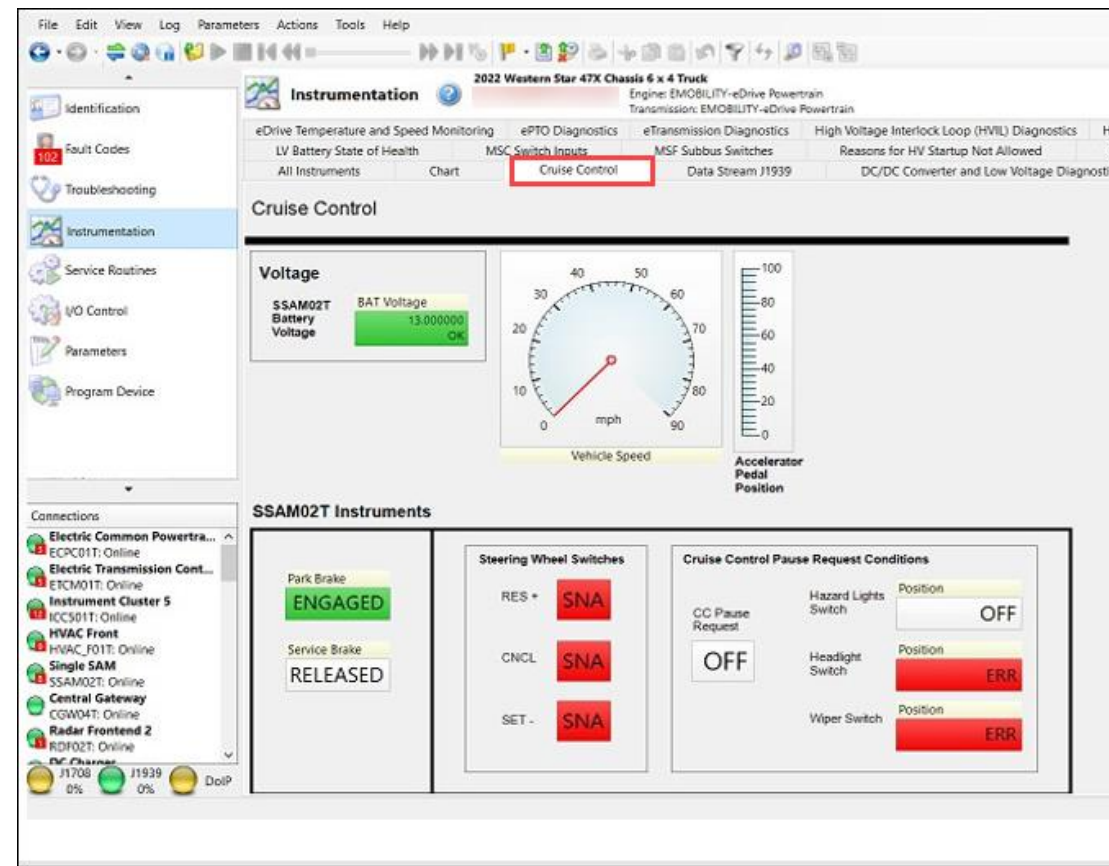 File Edit View Log Parameters Actions Tools Help
Identification
102
Fault Codes
Troubleshooting
Instrumentation
Service Routines
I/O Control
Parameters
Program Device
Connections
Electric Common Powertra...
ECPC01T: Online
Electric Transmission Cont...
ETCM01T: Online
Instrument Cluster 5
ICC501T: Online
HVAC Front
HVAC_F01T: Online
Single SAM
SSAM02T: Online
Central Gateway
CGW04T: Online
Radar Frontend 2
RDF02T: Online
DC Charger
J1708 J1939 DoIP
0% 0%
Instrumentation
2022 Western Star 47X Chassis 6 x 4 Truck
Engine: EMOBILITY-eDrive Powertrain
Transmission: EMOBILITY-eDrive Powertrain
eDrive Temperature and Speed Monitoring ePTO Diagnostics eTransmission Diagnostics High Voltage Interlock Loop (HVIL) Diagnostics H
LV Battery State of Health MSC Switch Inputs MSF Subbus Switches Reasons for HV Startup Not Allowed
All Instruments Chart Cruise Control Data Stream J1939 DC/DC Converter and Low Voltage Diagnosti
Cruise Control
Voltage
SSAM02T
Battery
Voltage
BAT Voltage
13.000000
OK
0 10 20 30 40 50 60 70 80 90
mph
Vehicle Speed
100
80
60
40
20
0
Accelerator
Pedal
Position
SSAM02T Instruments
Park Brake
ENGAGED
Service Brake
RELEASED
Steering Wheel Switches
RES + SNA
CNCL SNA
SET - SNA
Cruise Control Pause Request Conditions
CC Pause
Request
OFF
Hazard Lights
Switch
Position
OFF
Headlight
Switch
Position
ERR
Wiper Switch
Position
ERR